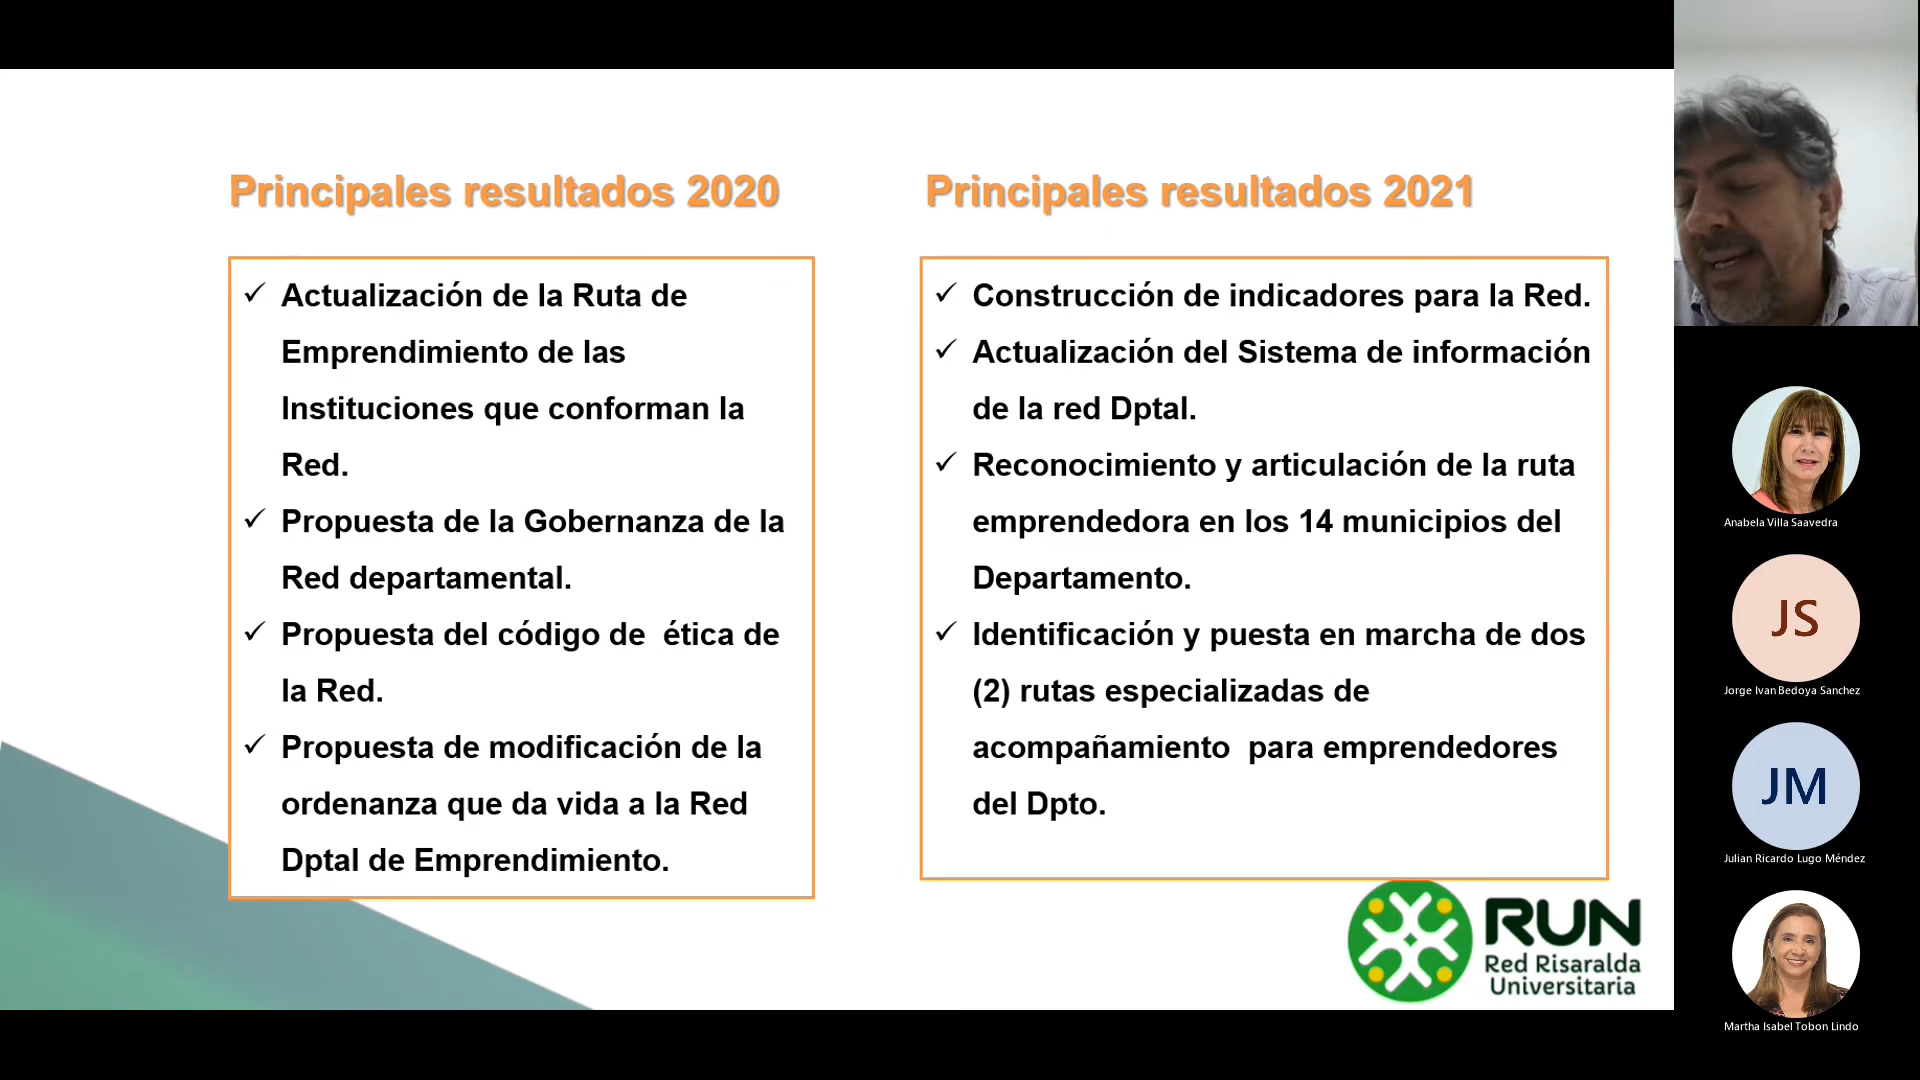 Principales resultados 2020
✓ Actualización de la Ruta de
Emprendimiento de las
Instituciones que conforman la
Red.
✓ Propuesta de la Gobernanza de la
Red departamental.
✓ Propuesta del código de  ética de
la Red.
✓ Propuesta de modificación de la
ordenanza que da vida a la Red
Dptal de Emprendimiento.
Principales resultados 2021
✓ Construcción de indicadores para la Red.
✓ Actualización del Sistema de información
de la red Dptal.
✓ Reconocimiento y articulación de la ruta
emprendedora en los 14 municipios del
Departamento.
✓ Identificación y puesta en marcha de dos
(2) rutas especializadas de
acompañamiento  para emprendedores
del Dpto.
RUN
Red Risaralda
Universitaria
Anabela Villa Saavedra
JS
Jorge Ivan Bedoya Sanchez
JM
Julian Ricardo Lugo Méndez
Martha Isabel Tobon Lindo